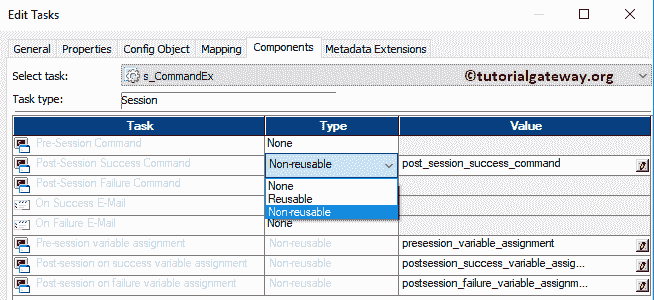 Edit Tasks
General Properties Config Object Mapping Components Metadata Extensions
Select task: s_CommandEx ©tutorialgateway.org
Task type: Session
Task Type Value
Pre-Session Command None
Post-Session Success Command Non-reusable post_session_success_command
Post-Session Failure Command None
On Success E-Mail Reusable
Non-reusable
On Failure E-Mail None
Pre-session variable assignment Non-reusable presession_variable_assignment
Post-session on success variable assignment Non-reusable postsession_success_variable_assig...
Post-session on failure variable assignment Non-reusable postsession_failure_variable_assignm...